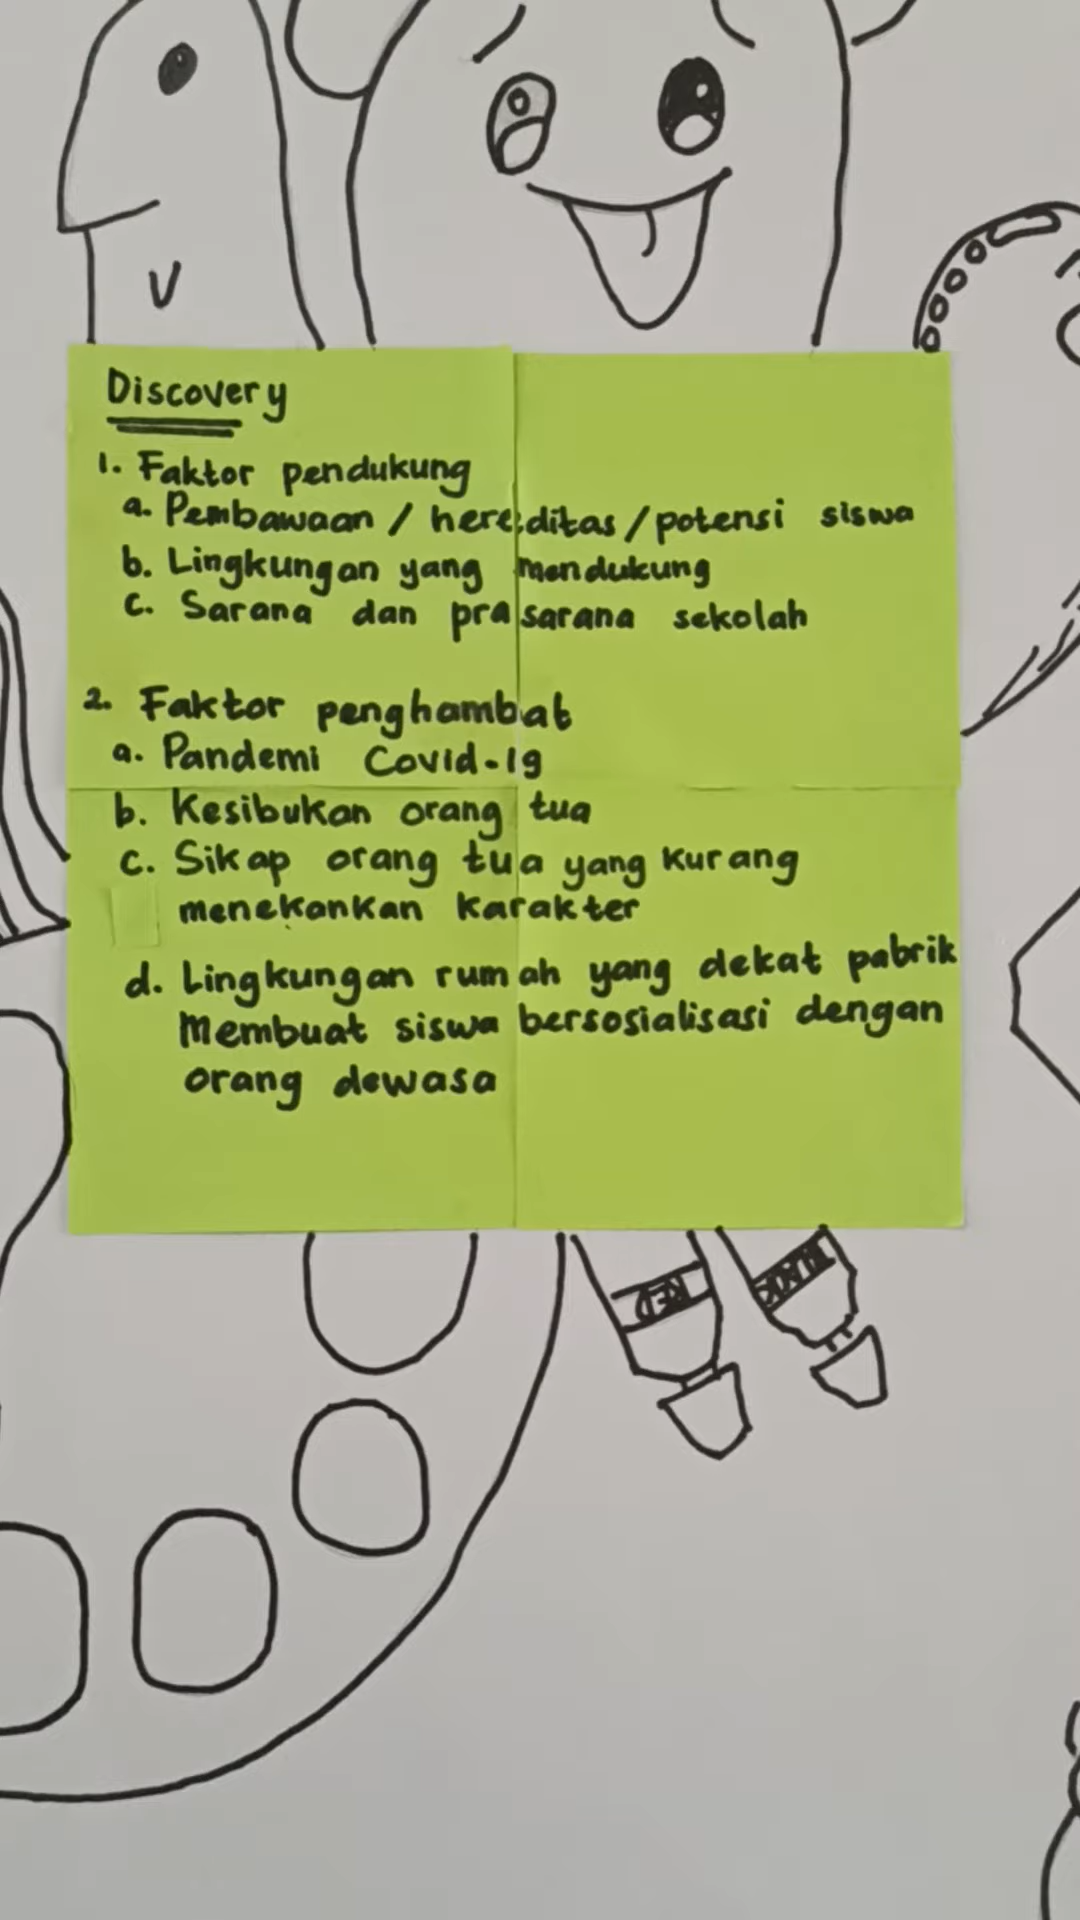 Discovery
1. Faktor pendukung
a. Pembawaan / hereditas / potensi siswa
b. Lingkungan yang mendukung
c. Sarana dan prasarana sekolah
2. Faktor penghambat
a. Pandemi Covid-19
b. Kesibukan orang tua
c. Sikap orang tua yang kurang
menekankan karakter
d. Lingkungan rumah yang dekat pabrik
Membuat siswa bersosialisasi dengan
orang dewasa
RED